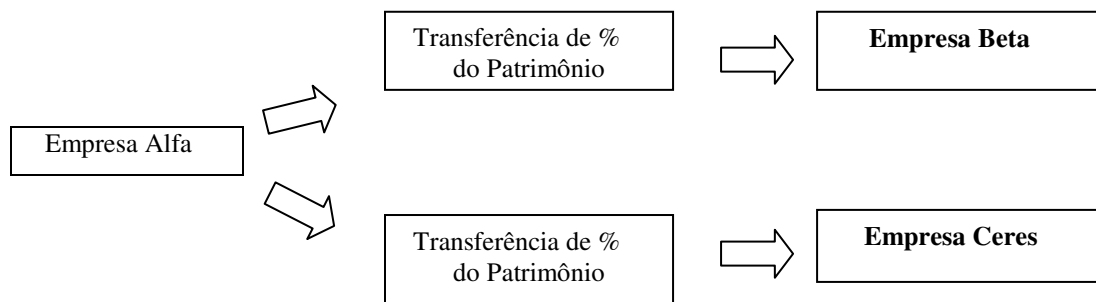 Transferência de %
do Patrimônio
Empresa Beta
Empresa Alfa
Transferência de %
do Patrimônio
Empresa Ceres